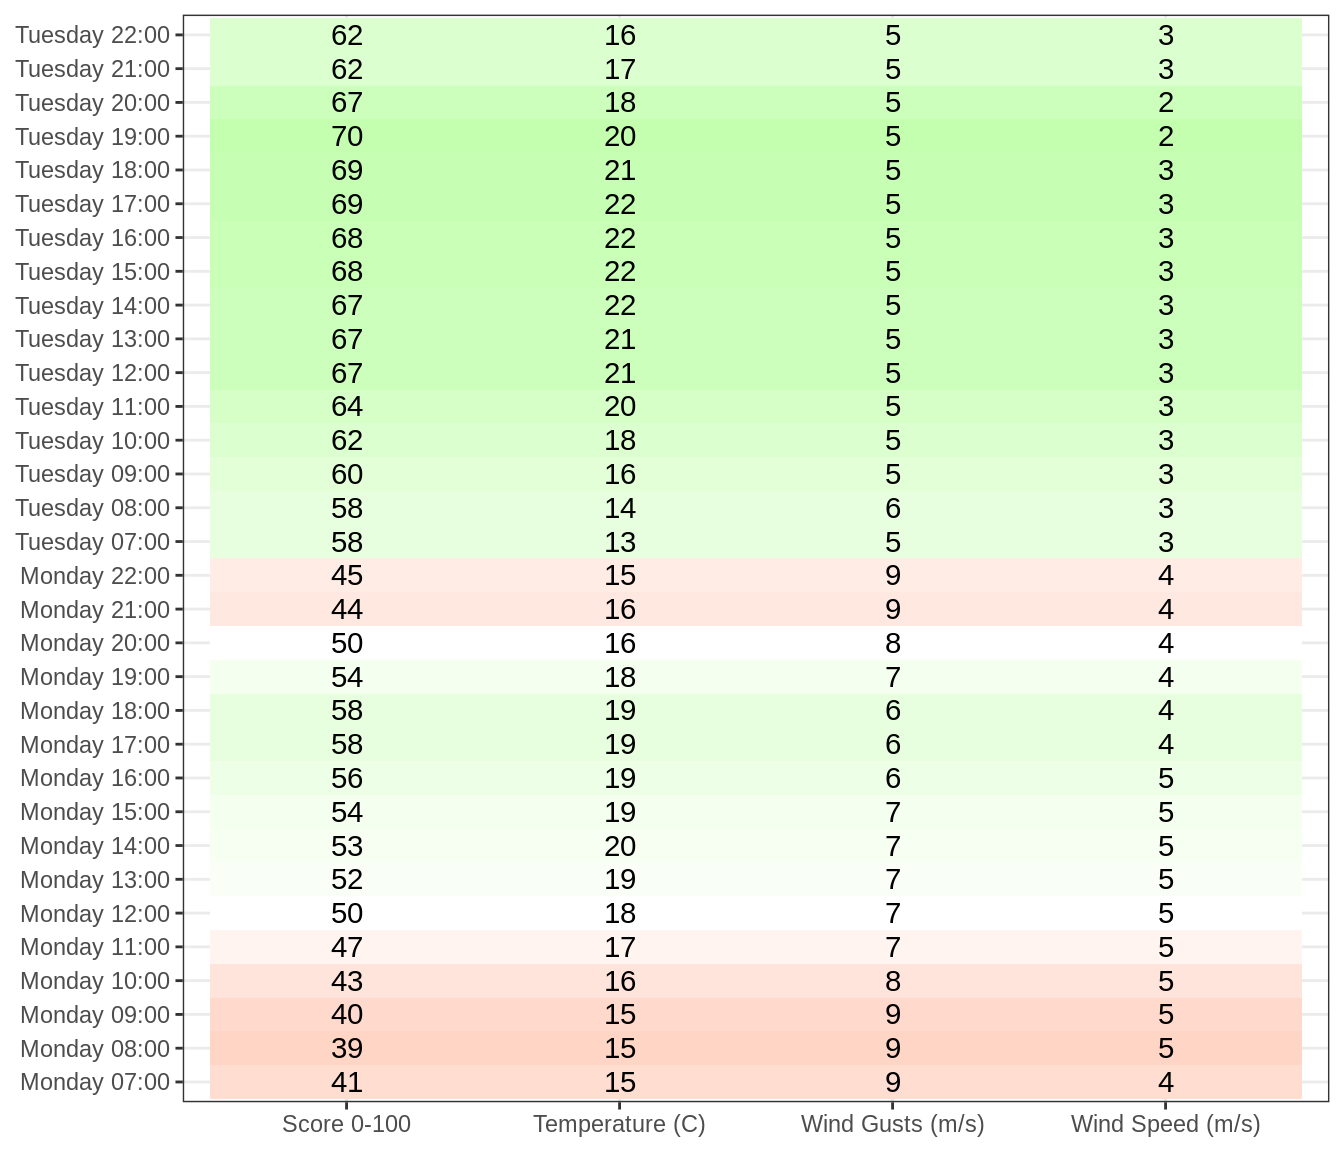 Tuesday 22:00 62 16 5 3
Tuesday 21:00 62 17 5 3
Tuesday 20:00 67 18 5 2
Tuesday 19:00 70 20 5 2
Tuesday 18:00 69 21 5 3
Tuesday 17:00 69 22 5 3
Tuesday 16:00 68 22 5 3
Tuesday 15:00 68 22 5 3
Tuesday 14:00 67 22 5 3
Tuesday 13:00 67 21 5 3
Tuesday 12:00 67 21 5 3
Tuesday 11:00 64 20 5 3
Tuesday 10:00 62 18 5 3
Tuesday 09:00 60 16 5 3
Tuesday 08:00 58 14 6 3
Tuesday 07:00 58 13 5 3
Monday 22:00 45 15 9 4
Monday 21:00 44 16 9 4
Monday 20:00 50 16 8 4
Monday 19:00 54 18 7 4
Monday 18:00 58 19 6 4
Monday 17:00 58 19 6 4
Monday 16:00 56 19 6 5
Monday 15:00 54 19 7 5
Monday 14:00 53 20 7 5
Monday 13:00 52 19 7 5
Monday 12:00 50 18 7 5
Monday 11:00 47 17 7 5
Monday 10:00 43 16 8 5
Monday 09:00 40 15 9 5
Monday 08:00 39 15 9 5
Monday 07:00 41 15 9 4
Score 0-100 Temperature (C) Wind Gusts (m/s) Wind Speed (m/s)